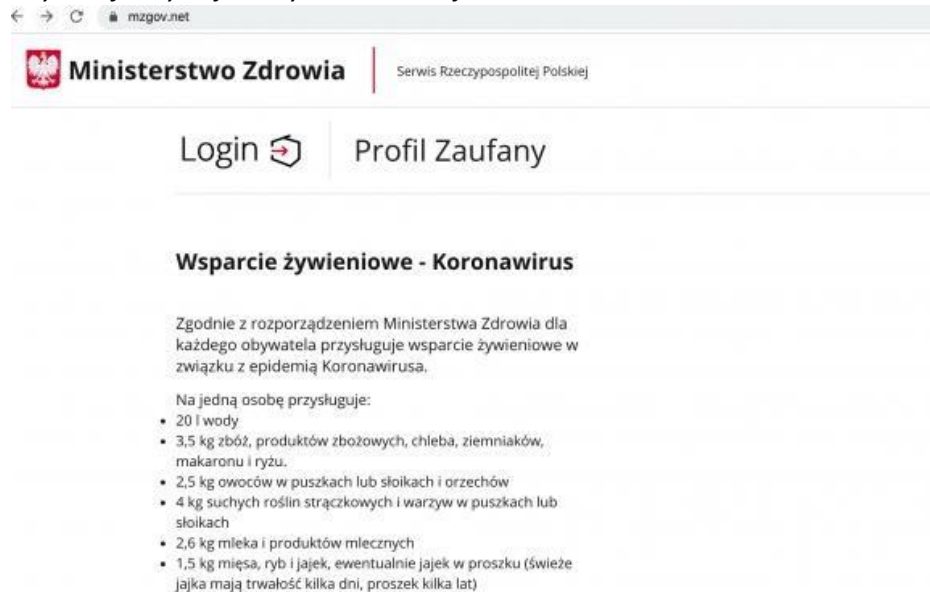 mzgov.net
Ministerstwo Zdrowia
Serwis Rzeczypospolitej Polskiej
Login
Profil Zaufany
Wsparcie żywieniowe - Koronawirus
Zgodnie z rozporządzeniem Ministerstwa Zdrowia dla
każdego obywatela przysługuje wsparcie żywieniowe w
związku z epidemią Koronawirusa.
Na jedną osobę przysługuje:
• 20 l wody
• 3,5 kg zbóż, produktów zbożowych, chleba, ziemniaków,
makaronu i ryżu.
• 2,5 kg owoców w puszkach lub słoikach i orzechów
• 4 kg suchych roślin strączkowych i warzyw w puszkach lub
słoikach
• 2,6 kg mleka i produktów mlecznych
• 1,5 kg mięsa, ryb i jajek, ewentualnie jajek w proszku (świeże
jajka mają trwałość kilka dni, proszek kilka lat)